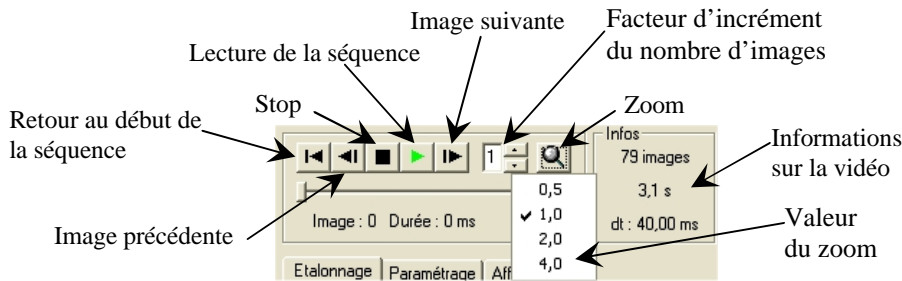 Image suivante
Facteur d'incrément
du nombre d'images
Lecture de la séquence
Stop
Zoom
Retour au début de
la séquence
Infos
1
79 images
Informations
sur la vidéo
0,5
3,1 s
Image : 0 Durée : 0 ms
1,0
dt : 40,00 ms
Image précédente
2,0
Valeur
du zoom
4,0
Etalonnage Paramétrage Aff